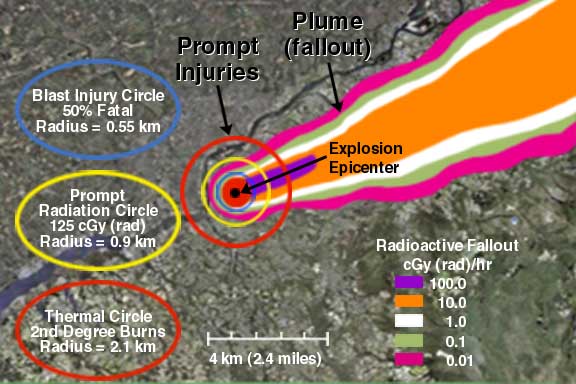 Plume
(fallout)
Prompt
Injuries
Blast Injury Circle
50% Fatal
Radius = 0.55 km
Explosion
Epicenter
Prompt
Radiation Circle
125 cGy (rad)
Radius = 0.9 km
Radioactive Fallout
cGy (rad)/hr
100.0
10.0
1.0
0.1
0.01
Thermal Circle
2nd Degree Burns
Radius = 2.1 km
4 km (2.4 miles)